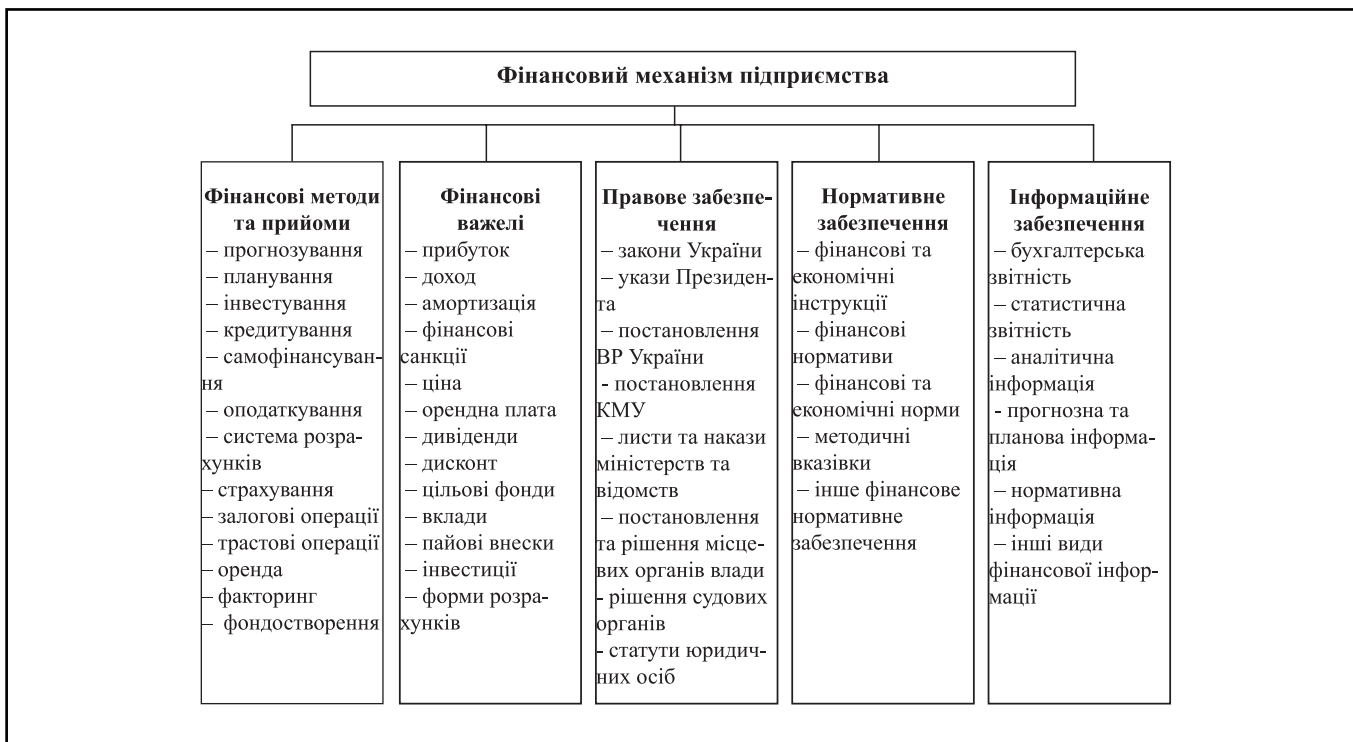 Фінансовий механізм підприємства
Фінансові методи
та прийоми
– прогнозування
– планування
– інвестування
– кредитування
– самофінансуван-
ня
– оподаткування
– система розра-
хунків
– страхування
– залогові операції
– трастові операції
– оренда
– факторинг
– фондостворення
Фінансові
важелі
– прибуток
– доход
– амортизація
– фінансові
санкції
– ціна
– орендна плата
– дивіденди
– дисконт
– цільові фонди
– вклади
– пайові внески
– інвестиції
– форми розра-
хунків
Правове забезпе-
чення
– закони України
– укази Президен-
та
– постановлення
ВР України
- постановлення
КМУ
– листи та накази
міністерств та
відомств
– постановлення
та рішення місце-
вих органів влади
- рішення судових
органів
- статути юридич-
них осіб
Нормативне
забезпечення
– фінансові та
економічні
інструкції
– фінансові
нормативи
– фінансові та
економічні норми
– методичні
вказівки
– інше фінансове
нормативне
забезпечення
Інформаційне
забезпечення
– бухгалтерська
звітність
– статистична
звітність
– аналітична
інформація
- прогнозна та
планова інформа-
ція
– нормативна
інформація
– інші види
фінансової інфор-
мації